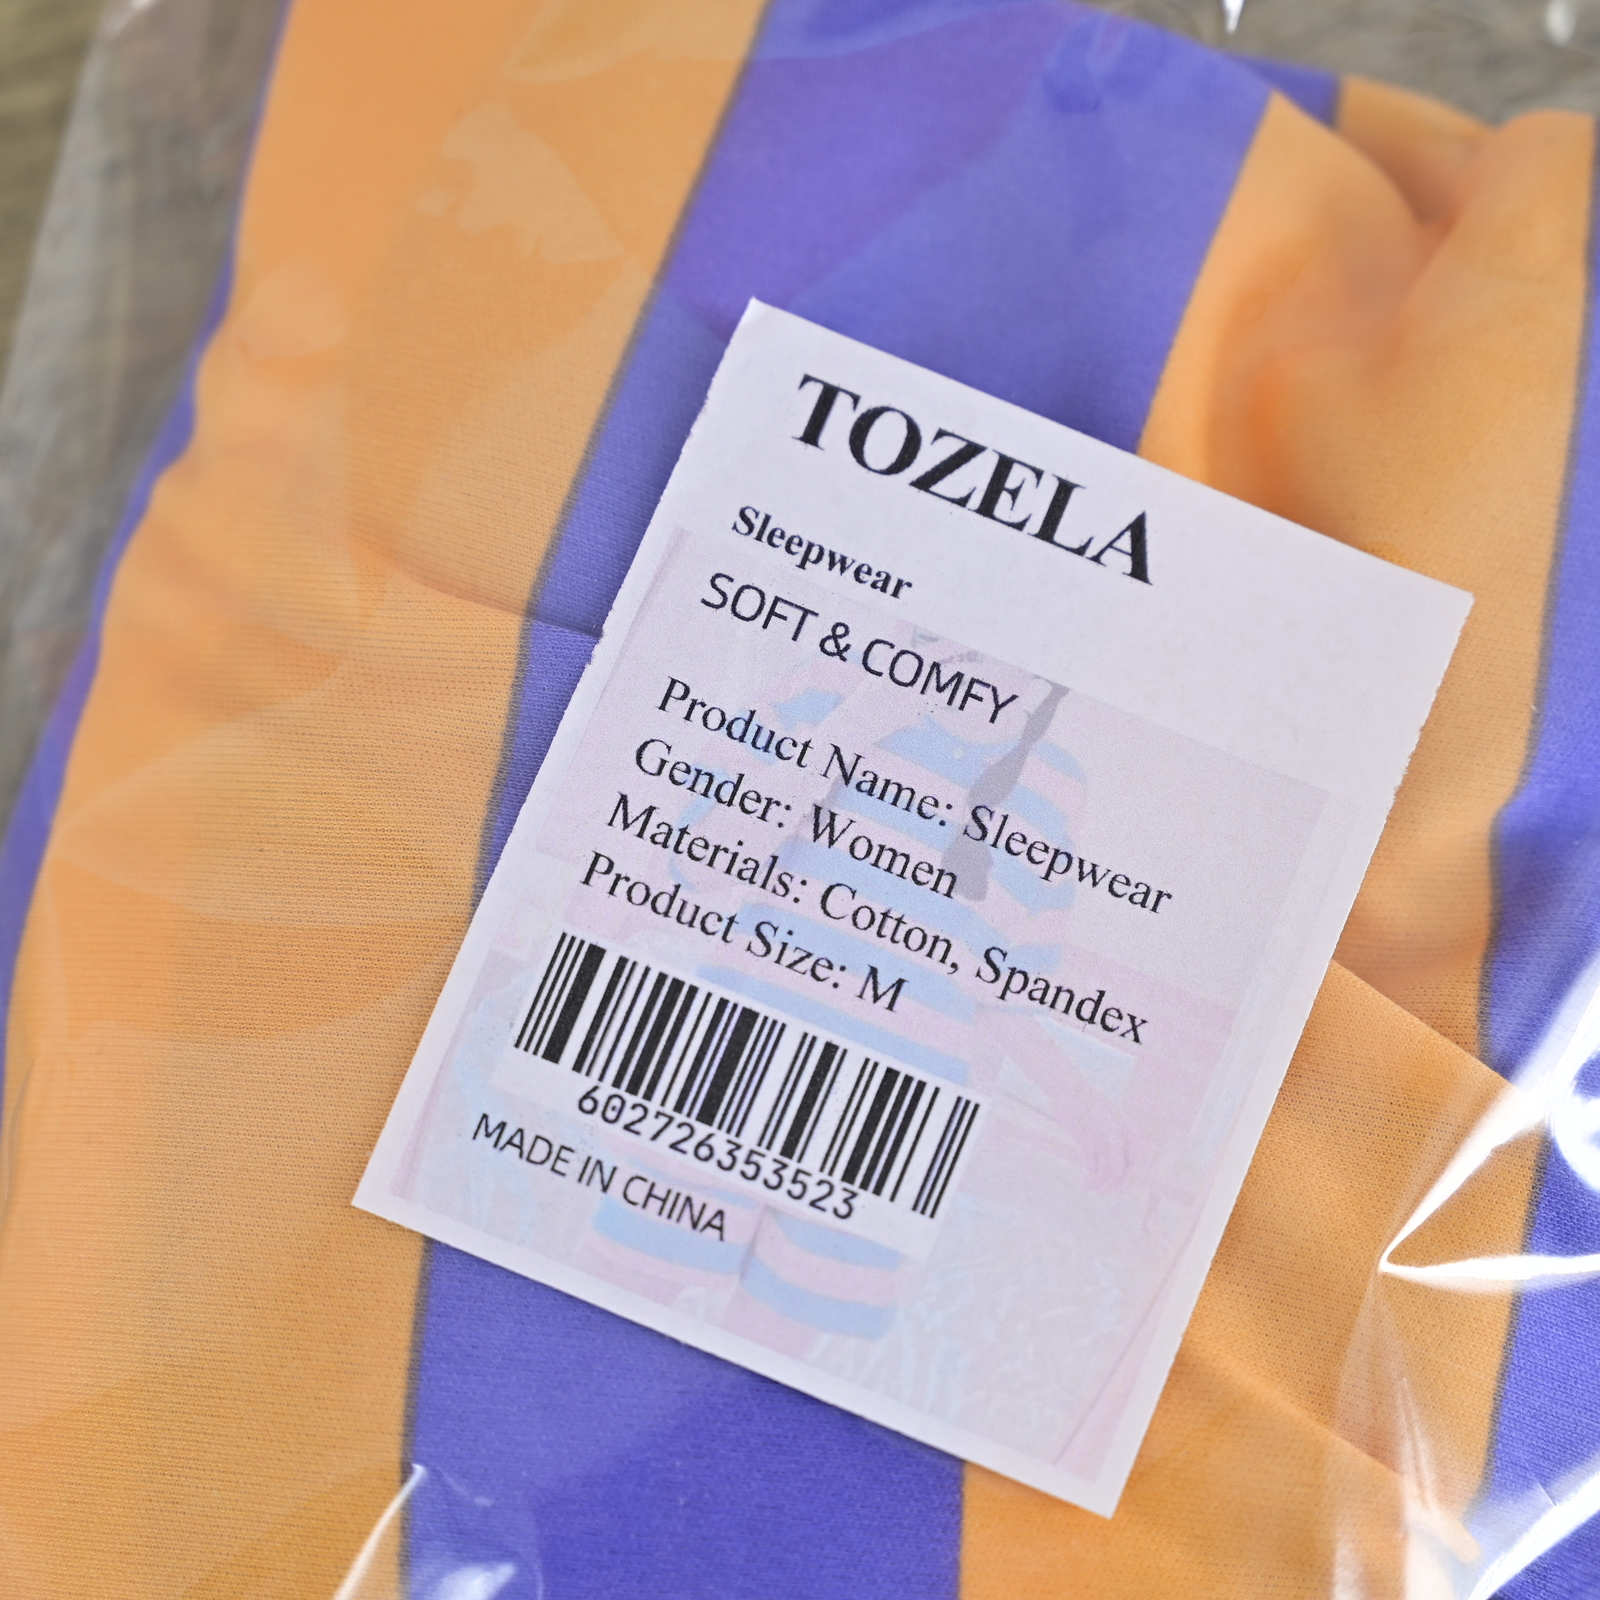 TOZELA
Sleepwear
SOFT & COMFY
Product Name: Sleepwear
Gender: Women
Materials: Cotton, Spandex
Product Size: M
602726353523
MADE IN CHINA